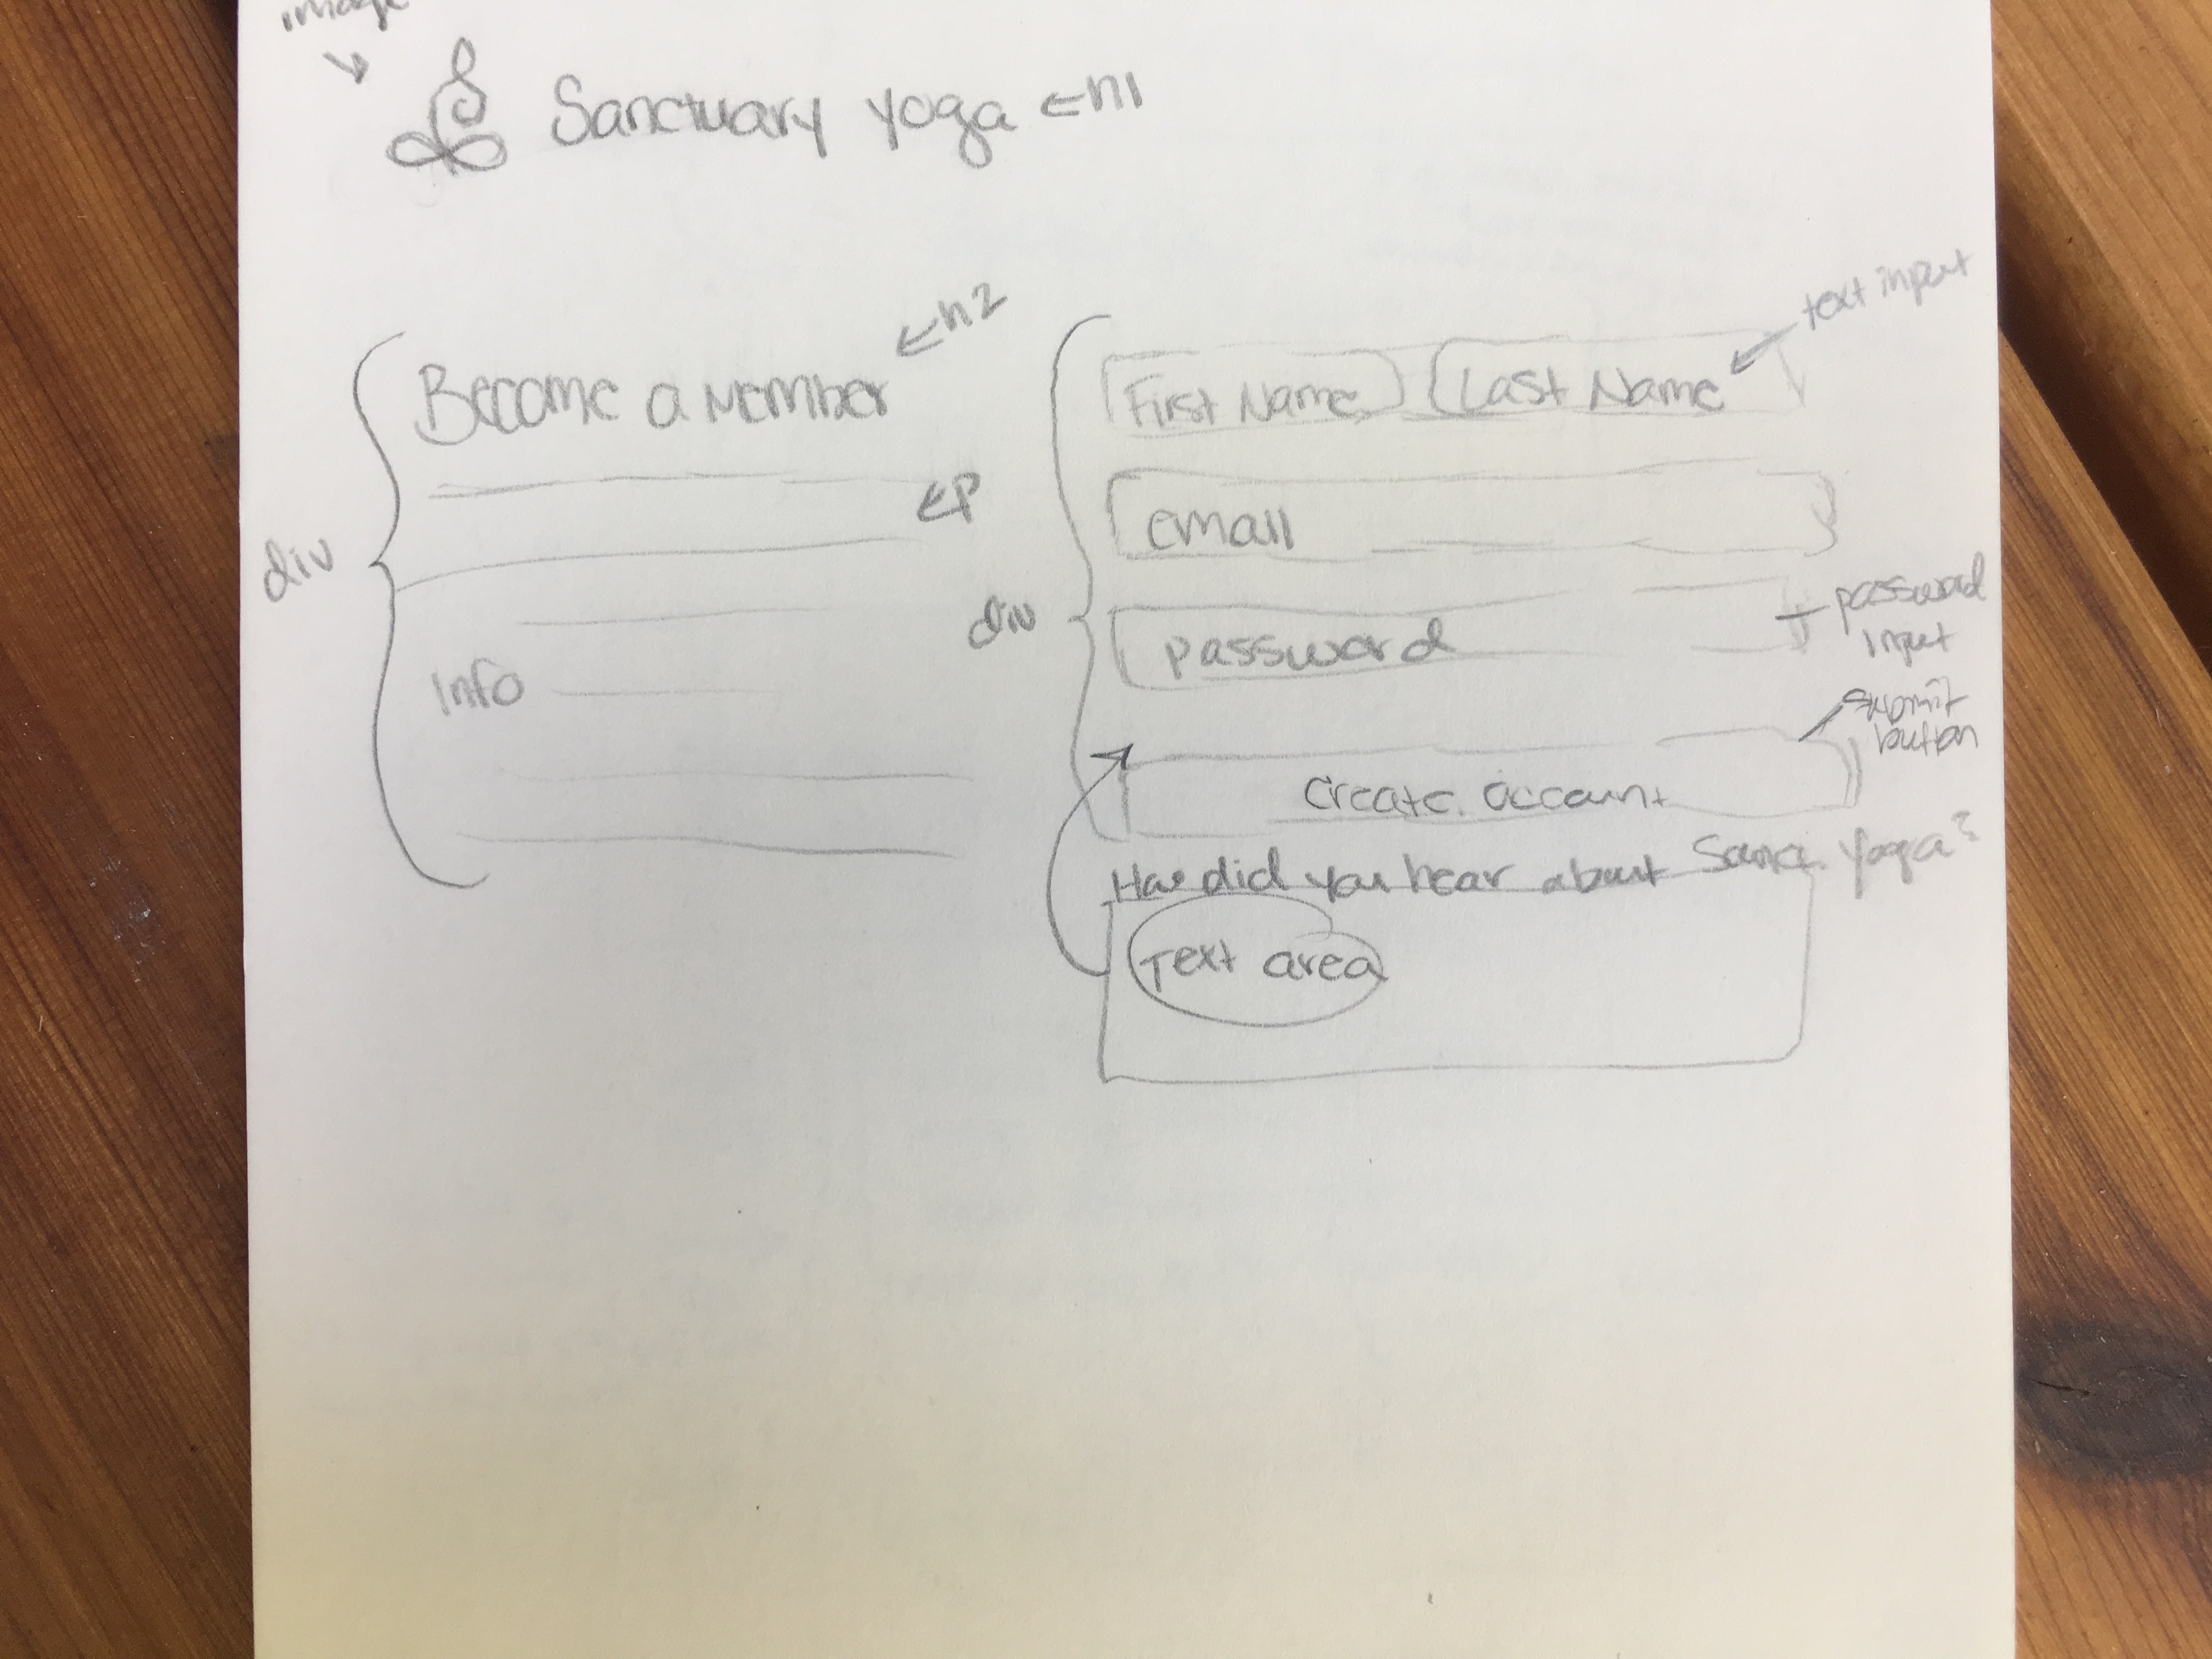 image
Sanctuary Yoga ← h1
Become a Member ← h2
← P
div
Info
div
First Name
Last Name
text input
email
password
password input
Create account
submit button
How did you hear about Sanc. Yoga?
Text area